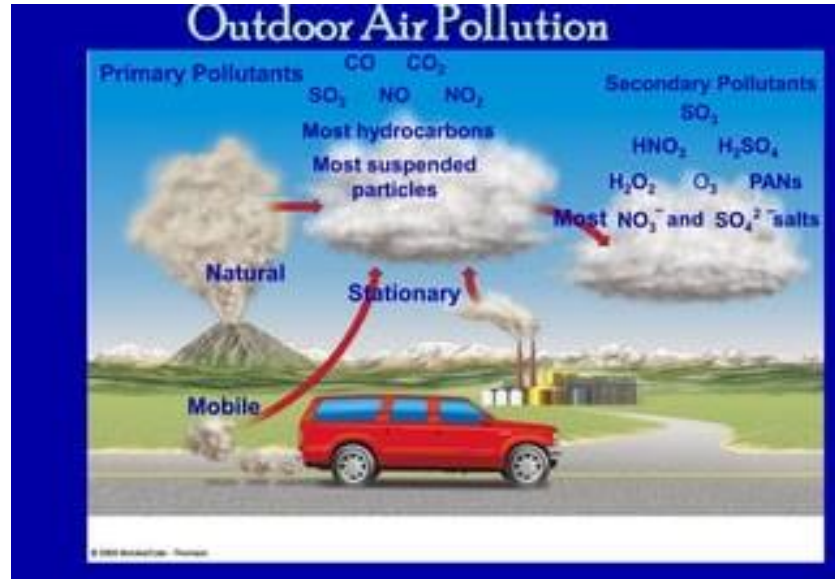 Outdoor Air Pollution
Primary Pollutants
CO CO₂
SO₂ NO NO₂
Most hydrocarbons
Most suspended
particles
Secondary Pollutants
SO₃
HNO₃ H₂SO₄
H₂O₂ O₃ PANs
Most NO₃⁻ and SO₄²⁻ salts
Natural
Stationary
Mobile